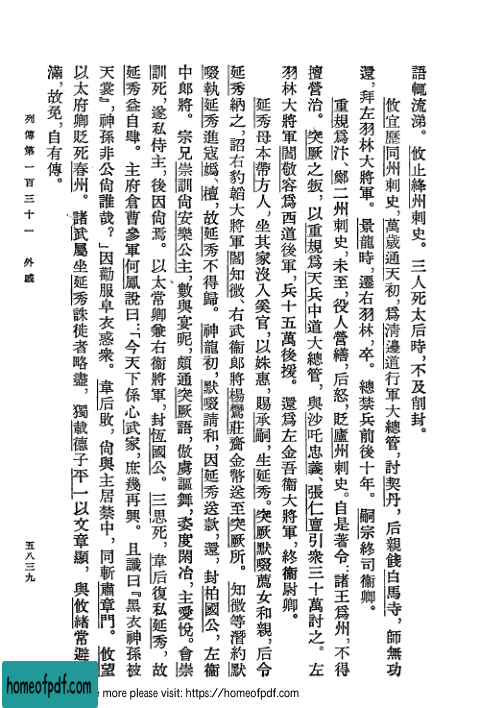 語輒流涕。攸止絳州刺史。三人死太后時，不及削封。
攸宜歷同州刺史，萬歲通天初，爲清邊道行軍大總管，討契丹，后親餞白馬寺，師無功
還，拜左羽林大將軍。景龍時，遷右羽林，卒。總禁兵前後十年。嗣宗終司衞卿。
重規爲汴、鄭二州刺史，未至，役人營繕，后怒，貶廬州刺史。自是著令：諸王爲州，不得
擅營治。突厥之叛，以重規爲天兵中道大總管，與沙吒忠義、張仁亶引衆三十萬討之。左
羽林大將軍閻敬容爲西道後軍，兵十五萬後援。還爲左金吾衞大將軍，終衞尉卿。
延秀母本帶方人，坐其家沒入奚官，以姝惠，賜承嗣，生延秀。突厥默啜薦女和親，后令
延秀納之，詔右豹韜大將軍閻知微、右武衞郎將楊鸞莊齎金幣送至突厥所。知微等潛約默
啜執延秀進寇嬀、檀，故延秀不得歸。神龍初，默啜請和，因延秀送款，還，封柏國公，左衞
中郎將。宗兄崇訓尙安樂公主，數與宴昵，頗通突厥語，倣虜謳舞，姿度閑冶，主愛悅。會崇
訓死，遂私侍主，後因尙焉。以太常卿兼右衞將軍，封恆國公。三思死，韋后復私延秀，故
延秀益自肆。主府倉曹參軍何鳳說曰：「今天下係心武家，庶幾再興。且讖曰『黑衣神孫被
天裳』，神孫非公尙誰哉？」因勸服皁衣惑衆。韋后敗，尙與主居禁中，同斬肅章門。攸望
以太府卿貶死春州。諸武屬坐延秀誅徙者略盡，獨載德子平一以文章顯，與攸緒常避
滿，故免，自有傳。
列傳第一百三十一 外戚
五八三九
homeofpdf.com
e more please visit: https://homeofpdf.com